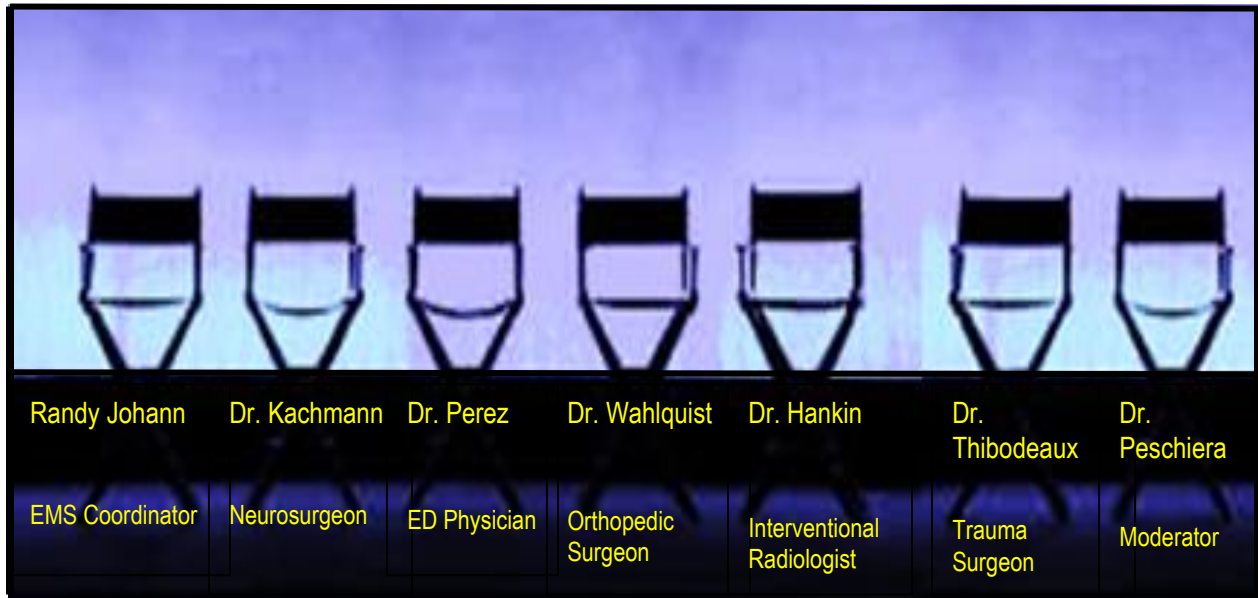 Randy Johann
Dr. Kachmann
Dr. Perez
Dr. Wahlquist
Dr. Hankin
Dr.
Thibodeaux
Dr.
Peschiera
EMS Coordinator
Neurosurgeon
ED Physician
Orthopedic
Surgeon
Interventional
Radiologist
Trauma
Surgeon
Moderator